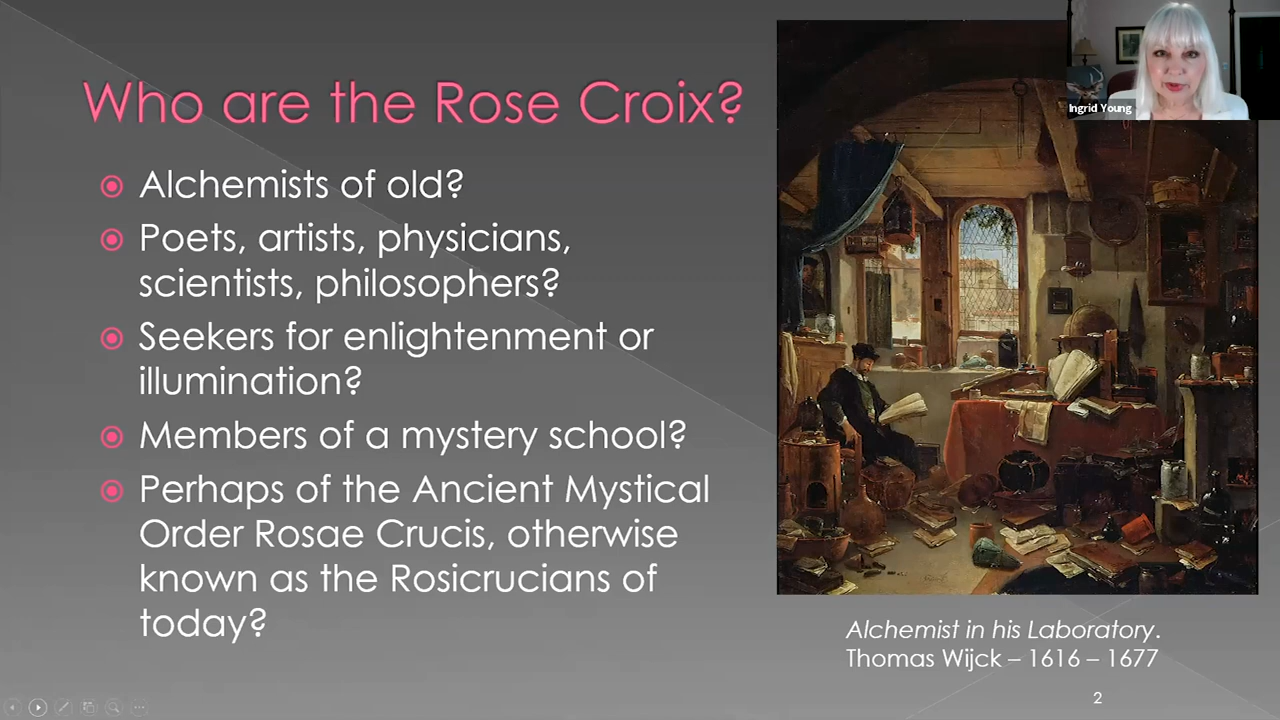 Who are the Rose Croix?
Alchemists of old?
Poets, artists, physicians,
scientists, philosophers?
Seekers for enlightenment or
illumination?
Members of a mystery school?
Perhaps of the Ancient Mystical
Order Rosae Crucis, otherwise
known as the Rosicrucians of
today?
Ingrid Young
Alchemist in his Laboratory.
Thomas Wijck – 1616 – 1677
2